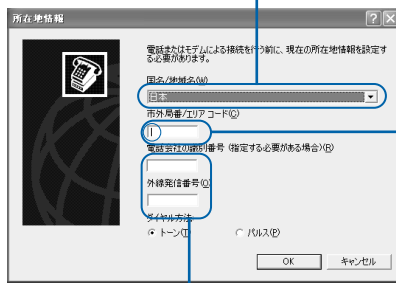 所在地情報
電話またはモデムによる接続を行う前に、現在の所在地情報を設定す
る必要があります。
国名/地域名(W)
日本
市外局番/エリア コード(C)
電話会社の識別番号 (指定する必要がある場合)(R)
外線発信番号(O)
ダイヤル方法:
トーン(T)
パルス(P)
OK
キャンセル